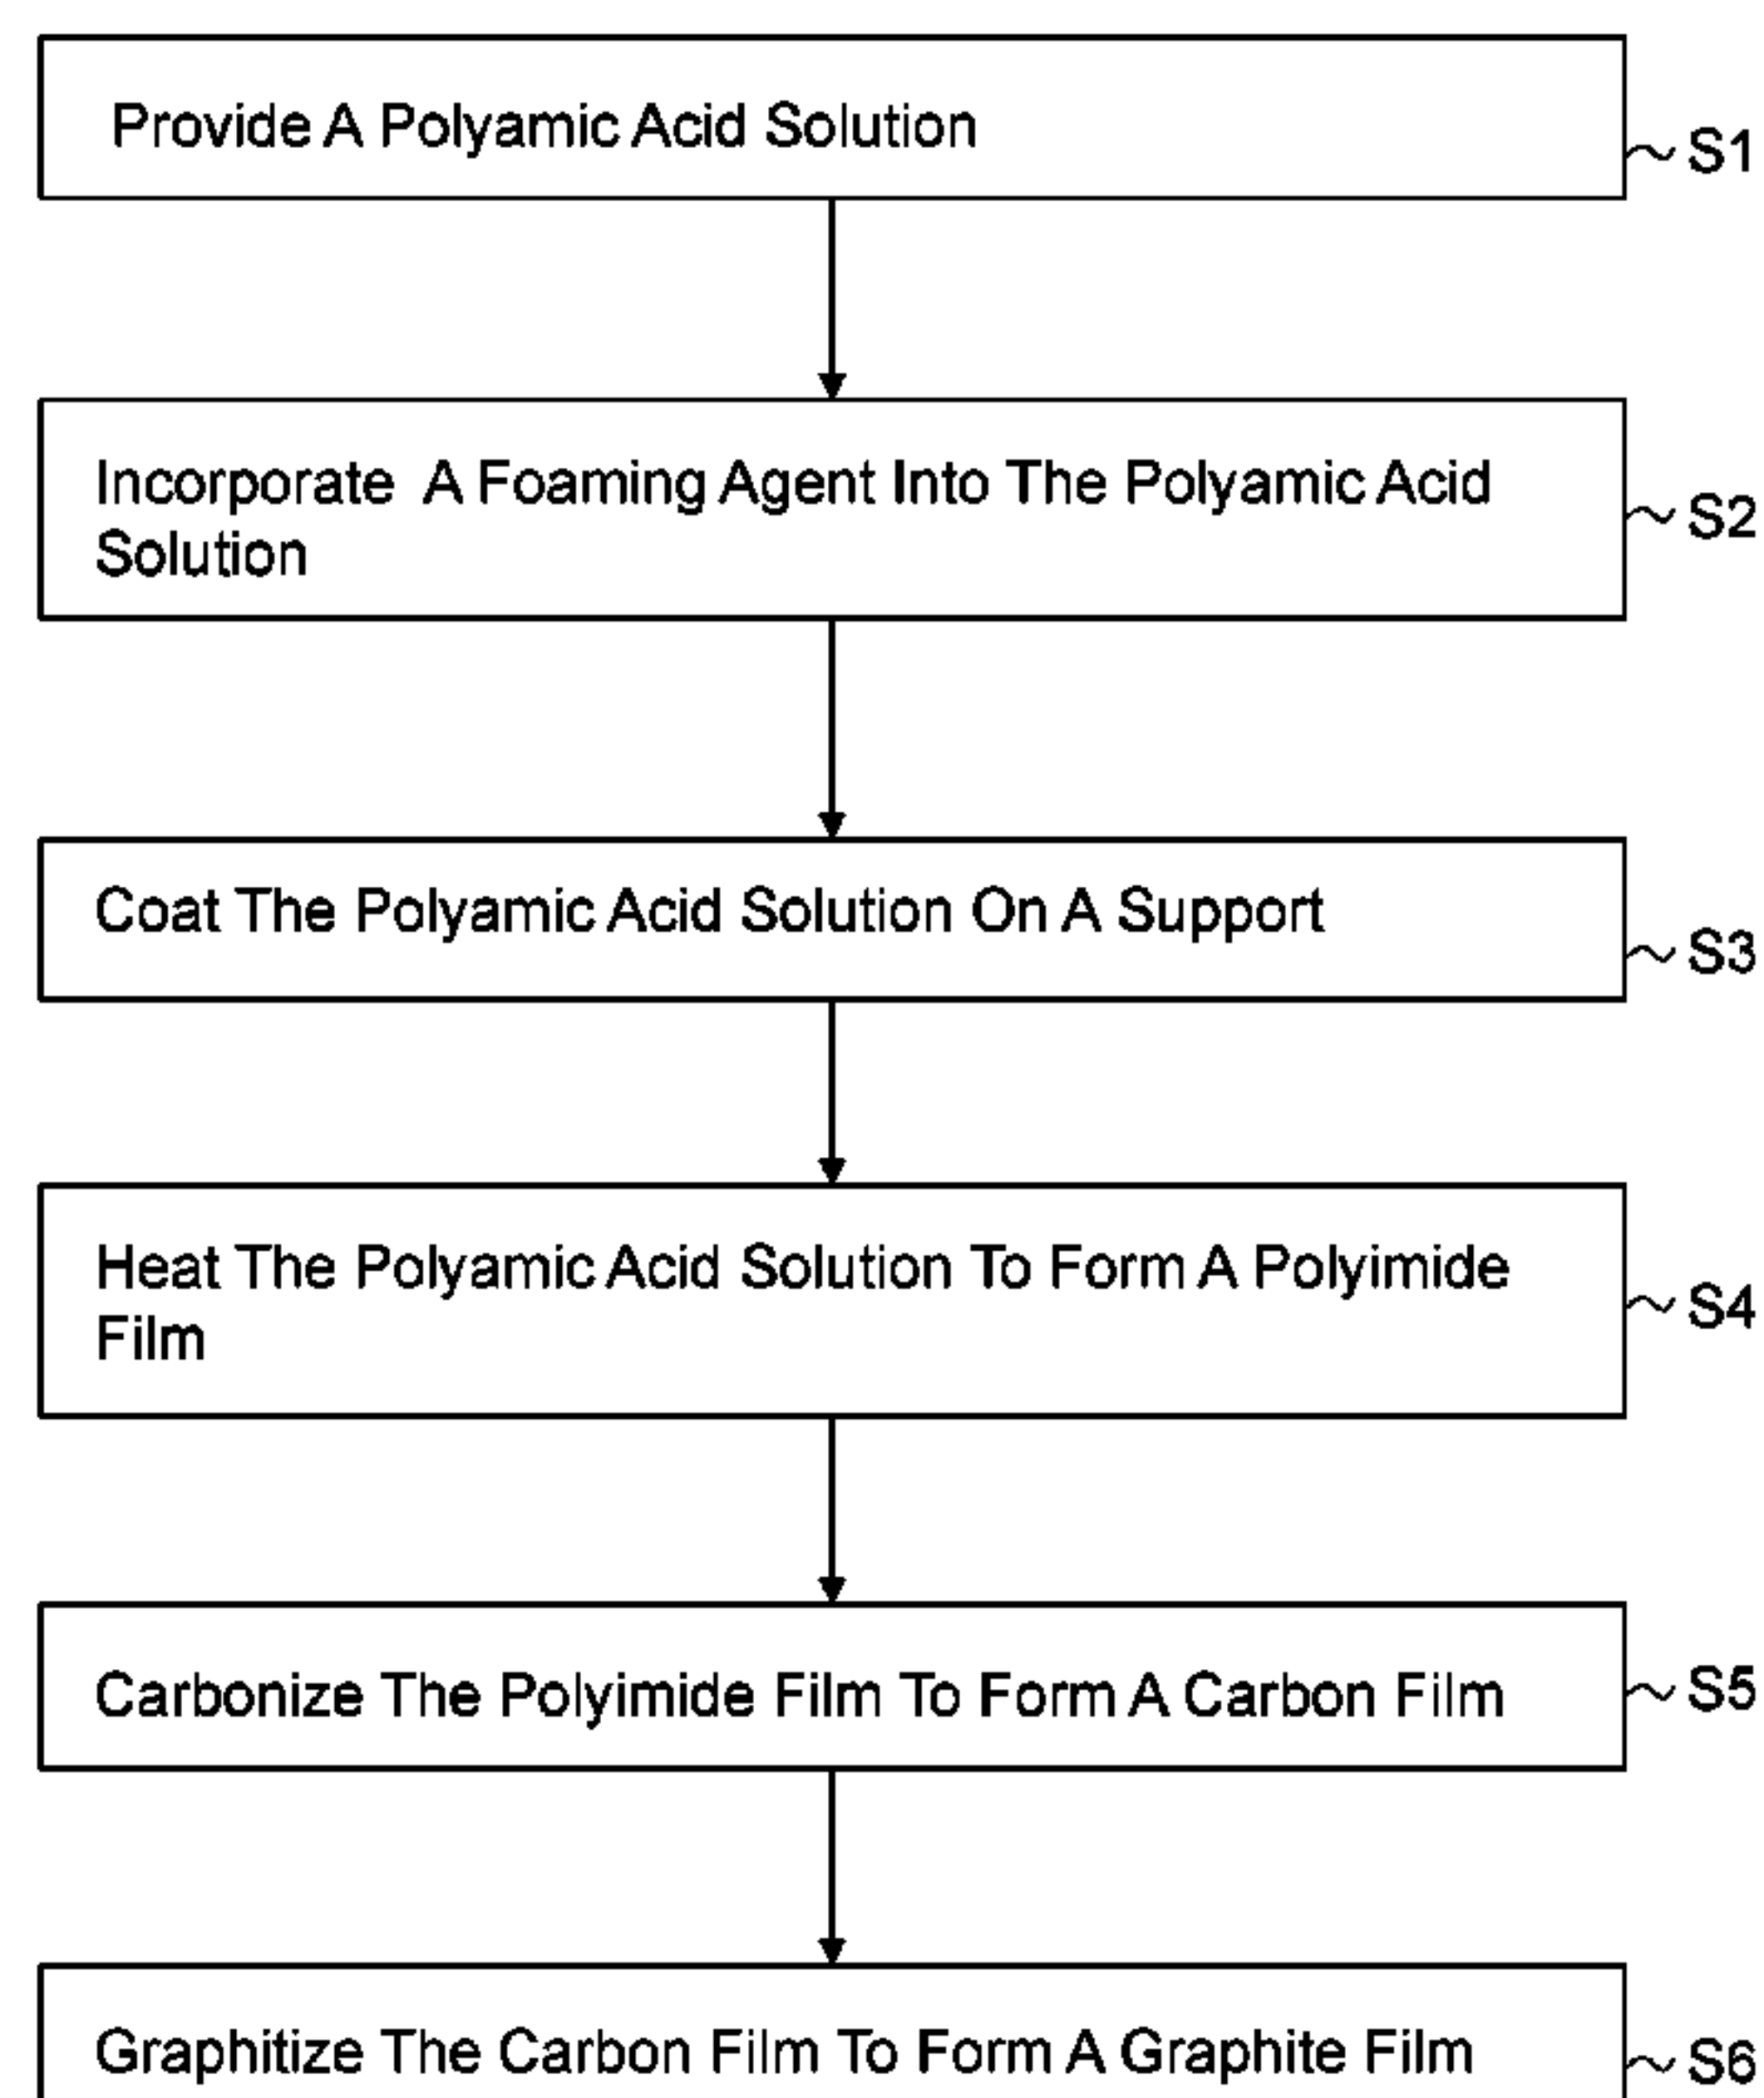 Provide A Polyamic Acid Solution
S1
Incorporate A Foaming Agent Into The Polyamic Acid
Solution
S2
Coat The Polyamic Acid Solution On A Support
S3
Heat The Polyamic Acid Solution To Form A Polyimide
Film
S4
Carbonize The Polyimide Film To Form A Carbon Film
S5
Graphitize The Carbon Film To Form A Graphite Film
S6